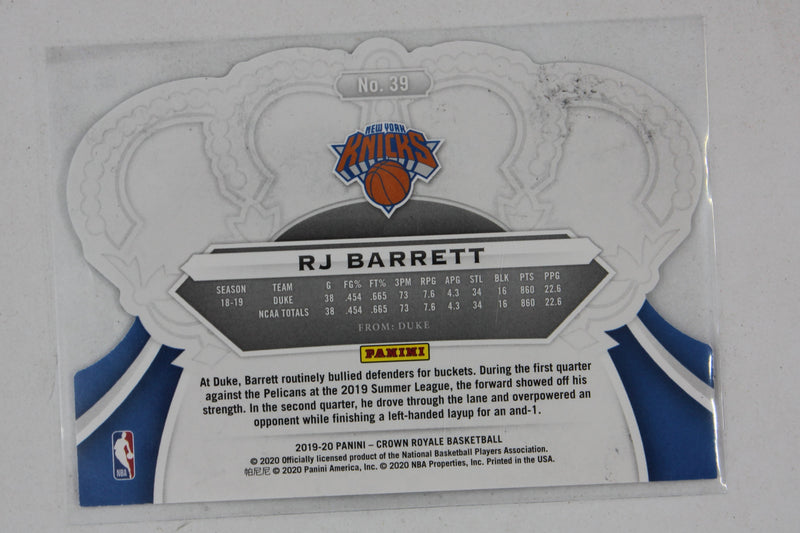 No. 39
NEW YORK
KNICKS
RJ BARRETT
SEASON TEAM G FG% FT% 3PM RPG APG STL BLK PTS PPG
18-19 DUKE 38 .454 .665 73 7.6 4.3 34 16 860 22.6
NCAA TOTALS 38 .454 .665 73 7.6 4.3 34 16 860 22.6
FROM: DUKE
PANINI
At Duke, Barrett routinely bullied defenders for buckets. During the first quarter
against the Pelicans at the 2019 Summer League, the forward showed off his
strength. In the second quarter, he drove through the lane and overpowered an
opponent while finishing a left-handed layup for an and-1.
2019-20 PANINI – CROWN ROYALE BASKETBALL
© 2020 Officially licensed product of the National Basketball Players Association.
帕尼尼 © 2020 Panini America, Inc. © 2020 NBA Properties, Inc. Printed in the USA.
NBA